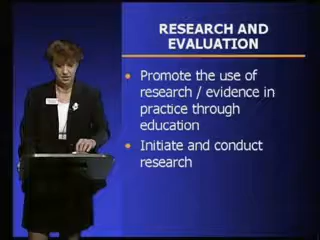 RESEARCH AND
EVALUATION
• Promote the use of
research / evidence in
practice through
education
• Initiate and conduct
research